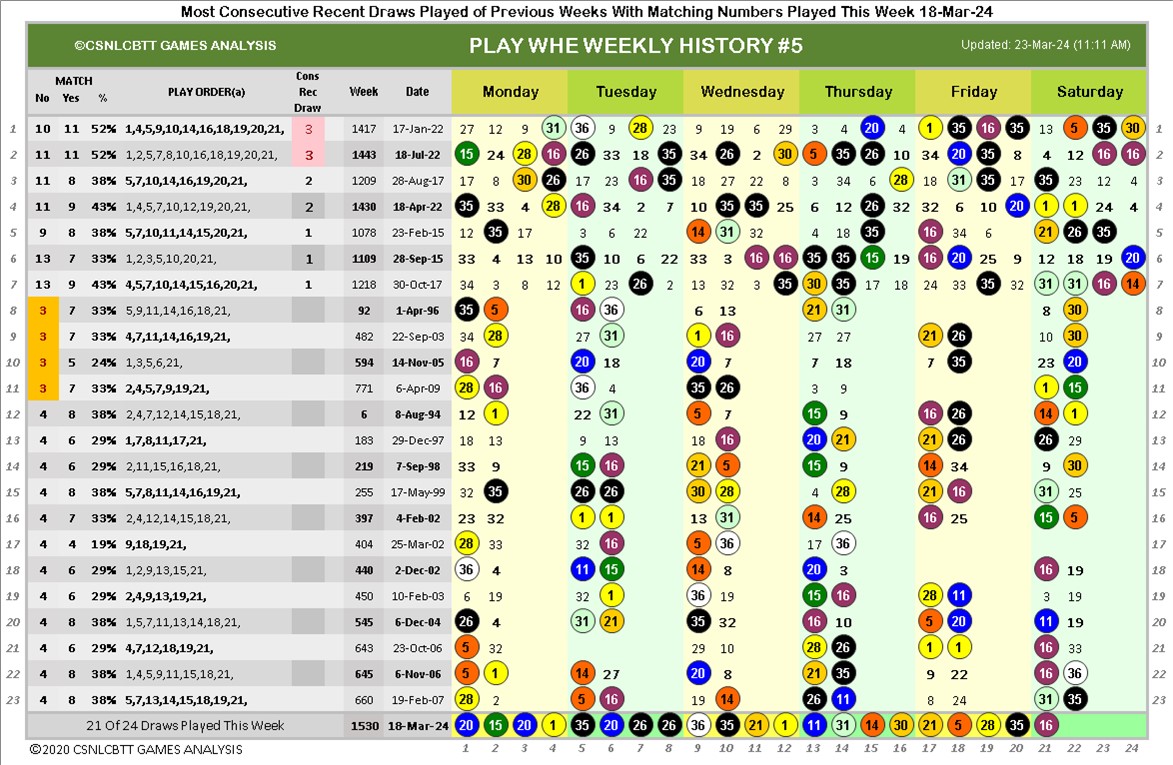 Most Consecutive Recent Draws Played of Previous Weeks With Matching Numbers Played This Week 18-Mar-24
©CSNLCBTT GAMES ANALYSIS PLAY WHE WEEKLY HISTORY #5 Updated: 23-Mar-24 (11:11 AM)
No MATCH Yes % PLAY ORDER(a) Cons Rec Draw Week Date Monday Tuesday Wednesday Thursday Friday Saturday
1 10 11 52% 1,4,5,9,10,14,16,18,19,20,21, 3 1417 17-Jan-22 27 12 9 31 36 9 28 23 9 19 6 29 3 4 20 4 1 35 16 35 13 5 35 30 1
2 11 11 52% 1,2,5,7,8,10,16,18,19,20,21, 3 1443 18-Jul-22 15 24 28 16 26 33 18 35 34 26 2 30 5 35 26 10 34 20 35 8 4 12 16 16 2
3 11 8 38% 5,7,10,14,16,19,20,21, 2 1209 28-Aug-17 17 8 30 26 17 23 16 35 18 27 22 8 3 34 6 28 18 31 35 17 35 23 12 4 3
4 11 9 43% 1,4,5,7,10,12,19,20,21, 2 1430 18-Apr-22 35 33 4 28 16 34 2 7 10 35 35 25 6 12 26 32 32 6 10 20 1 1 24 4 4
5 9 8 38% 5,7,10,11,14,15,20,21, 1 1078 23-Feb-15 12 35 17 3 6 22 14 31 32 4 18 35 16 34 6 21 26 35 5
6 13 7 33% 1,2,3,5,10,20,21, 1 1109 28-Sep-15 33 4 13 10 35 10 6 22 33 3 16 16 35 35 15 19 16 20 25 9 12 18 19 20 6
7 13 9 43% 4,5,7,10,14,15,16,20,21, 1 1218 30-Oct-17 34 3 8 12 1 23 26 2 13 32 12 35 30 35 17 18 24 33 35 32 31 31 16 14 7
8 3 7 33% 5,9,11,14,16,18,21, 92 1-Apr-96 35 5 16 36 6 13 21 31 8 30 8
9 3 7 33% 4,7,11,14,16,19,21, 482 22-Sep-03 34 28 27 31 1 16 27 27 21 26 10 30 9
10 3 5 24% 1,3,5,6,21, 594 14-Nov-05 16 7 20 18 20 7 7 18 7 35 23 20 10
11 3 7 33% 2,4,5,7,9,19,21, 771 6-Apr-09 28 16 36 4 35 26 3 9 1 15 11
12 4 8 38% 2,4,7,12,14,15,18,21, 6 8-Aug-94 12 1 22 31 5 7 15 9 16 26 14 1 12
13 4 6 29% 1,7,8,11,17,21, 183 29-Dec-97 18 13 9 13 18 16 20 21 21 26 26 29 13
14 4 6 29% 2,11,15,16,18,21, 219 7-Sep-98 33 9 15 16 21 5 15 9 14 34 9 30 14
15 4 8 38% 5,7,8,11,14,16,19,21, 255 17-May-99 32 35 26 26 30 28 4 28 21 16 31 25 15
16 4 7 33% 2,4,12,14,15,18,21, 397 4-Feb-02 23 32 1 1 13 31 14 25 16 25 15 5 16
17 4 4 19% 9,18,19,21, 404 25-Mar-02 28 33 32 16 5 36 17 36 17
18 4 6 29% 1,2,9,13,15,21, 440 2-Dec-02 36 4 11 15 14 8 20 3 16 19 18
19 4 6 29% 2,4,9,13,19,21, 450 10-Feb-03 6 19 32 1 36 19 15 16 28 11 3 19 19
20 4 8 38% 1,5,7,11,13,14,18,21, 545 6-Dec-04 26 4 31 21 35 32 16 10 5 20 11 19 20
21 4 6 29% 4,7,12,18,19,21, 643 23-Oct-06 5 32 29 10 28 26 1 1 16 33 21
22 4 8 38% 1,4,5,9,11,15,18,21, 645 6-Nov-06 5 1 14 27 20 8 21 35 9 22 16 36 22
23 4 8 38% 5,7,13,14,15,18,19,21, 660 19-Feb-07 28 2 5 16 19 14 26 11 8 24 31 35 23
21 Of 24 Draws Played This Week 1530 18-Mar-24 20 15 20 1 35 20 26 26 36 35 21 1 11 31 14 30 21 5 28 35 16
©2020 CSNLCBTT GAMES ANALYSIS 1 2 3 4 5 6 7 8 9 10 11 12 13 14 15 16 17 18 19 20 21 22 23 24